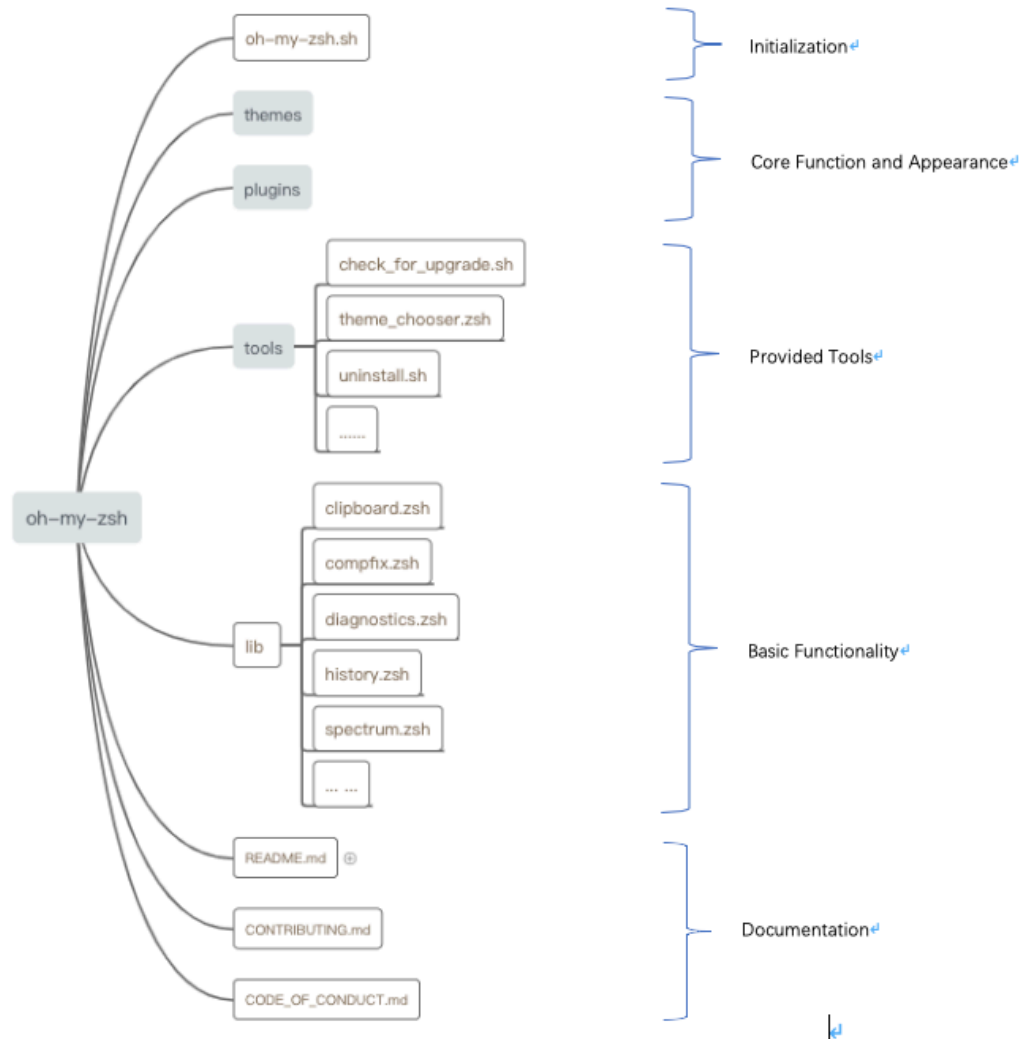 oh-my-zsh.sh
Initialization
themes
Core Function and Appearance
plugins
check_for_upgrade.sh
theme_chooser.zsh
tools
Provided Tools
uninstall.sh
......
clipboard.zsh
oh-my-zsh
compfix.zsh
diagnostics.zsh
lib
Basic Functionality
history.zsh
spectrum.zsh
... ...
README.md
CONTRIBUTING.md
Documentation
CODE_OF_CONDUCT.md